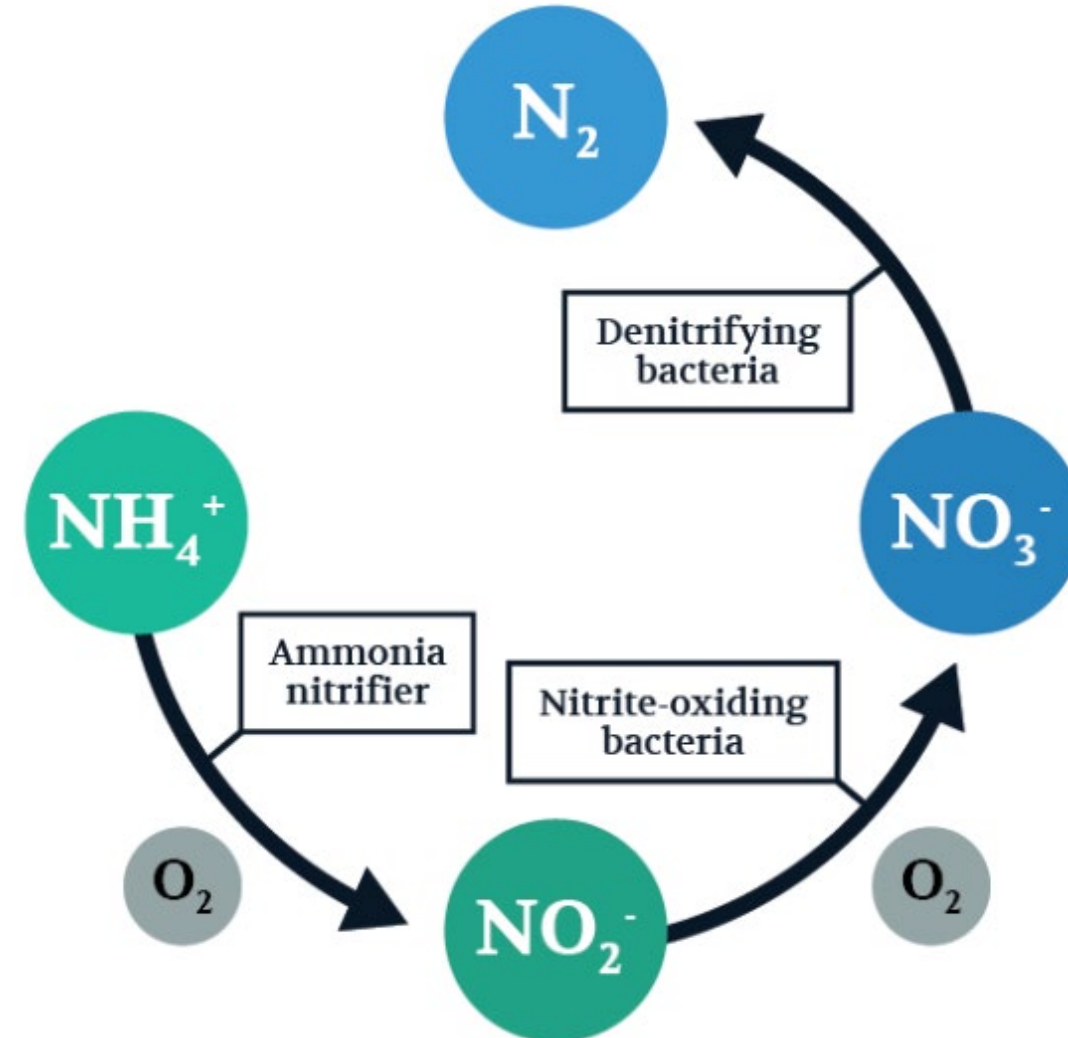 N₂
Denitrifying
bacteria
NH₄⁺
NO₃⁻
Ammonia
nitrifier
Nitrite-oxiding
bacteria
O₂
O₂
NO₂⁻